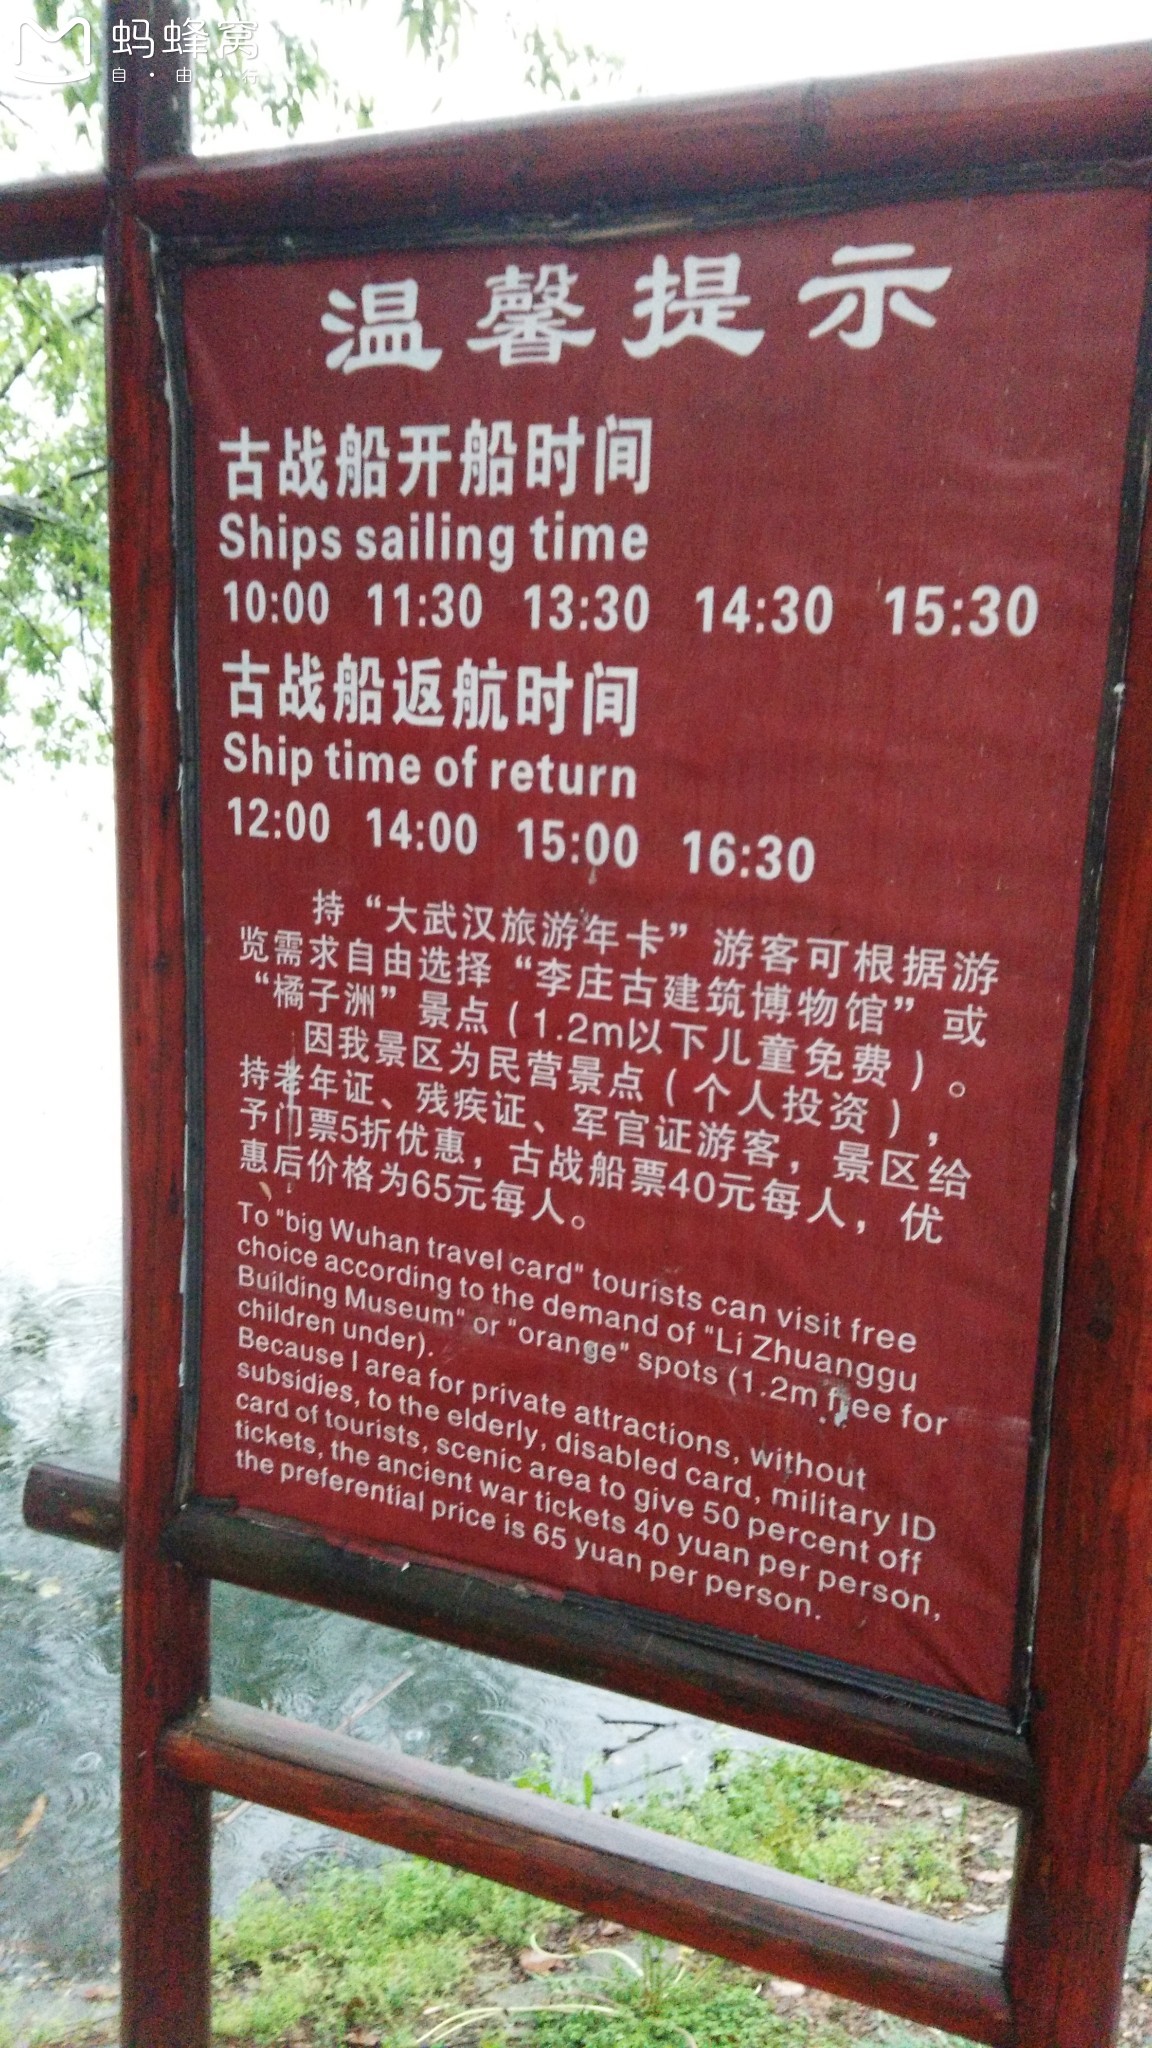 蚂蜂窝
自·由·行
温馨提示
古战船开船时间
Ships sailing time
10:00 11:30 13:30 14:30 15:30
古战船返航时间
Ship time of return
12:00 14:00 15:00 16:30
持“大武汉旅游年卡”游客可根据游
览需求自由选择“李庄古建筑博物馆”或
“橘子洲”景点(1.2m以下儿童免费)。
因我景区为民营景点(个人投资),
持老年证、残疾证、军官证游客,景区给
予门票5折优惠,古战船票40元每人,优
惠后价格为65元每人。
To "big Wuhan travel card" tourists can visit free
choice according to the demand of "Li Zhuanggu
Building Museum" or "orange" spots (1.2m free for
children under).
Because I area for private attractions, without
subsidies, to the elderly, disabled card, military ID
card of tourists, scenic area to give 50 percent off
tickets, the ancient war tickets 40 yuan per person,
the preferential price is 65 yuan per person.